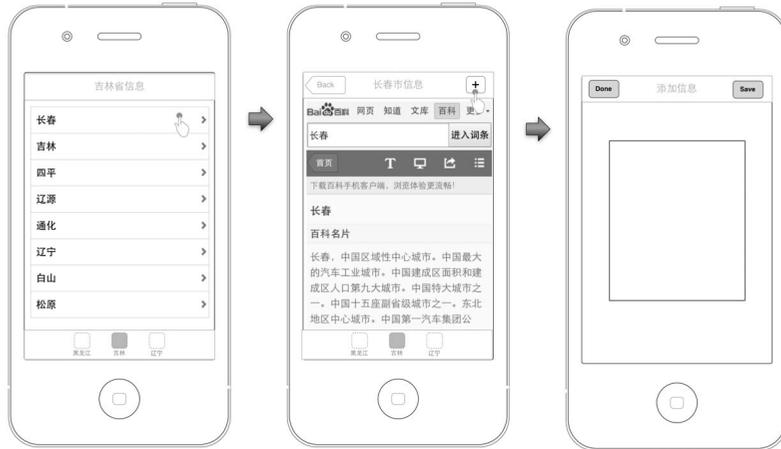 吉林省信息
长春
吉林
四平
辽源
通化
辽宁
白山
松原
黑龙江 吉林 辽宁
Back 长春市信息 +
Bai百科 网页 知道 文库 百科 更
长春 进入词条
首页 T
下载百科手机客户端，浏览体验更流畅！
长春
百科名片
长春，中国区域性中心城市。中国最大
的汽车工业城市。中国建成区面积和建
成区人口第九大城市。中国特大城市之
一。中国十五座副省级城市之一。东北
地区中心城市。中国第一汽车集团公
黑龙江 吉林 辽宁
Done 添加信息 Save